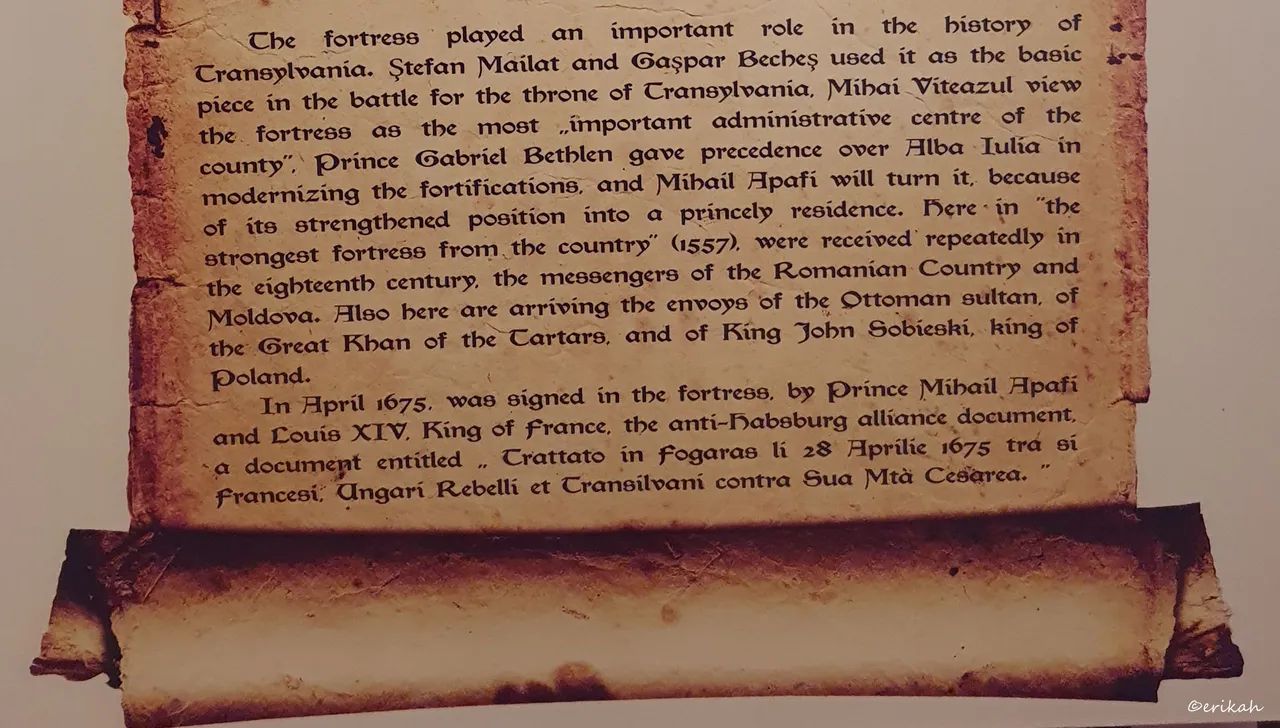 The fortress played an important role in the history of
Transylvania. Ștefan Mailat and Gașpar Becheș used it as the basic
piece in the battle for the throne of Transylvania, Mihai Viteazul view
the fortress as the most „important administrative centre of the
county", Prince Gabriel Bethlen gave precedence over Alba Iulia in
modernizing the fortifications, and Mihail Apafi will turn it, because
of its strengthened position into a princely residence. Here in "the
strongest fortress from the country" (1557), were received repeatedly in
the eighteenth century, the messengers of the Romanian Country and
Moldova. Also here are arriving the envoys of the Ottoman sultan, of
the Great Khan of the Tartars, and of King John Sobieski, king of
Poland.
In April 1675, was signed in the fortress, by Prince Mihail Apafi
and Louis XIV, King of France, the anti-Habsburg alliance document,
a document entitled „ Trattato in Fogaras li 28 Aprilie 1675 tra si
Francesi, Ungari Rebelli et Transilvani contra Sua Mtà Cesarea. "
©erikah